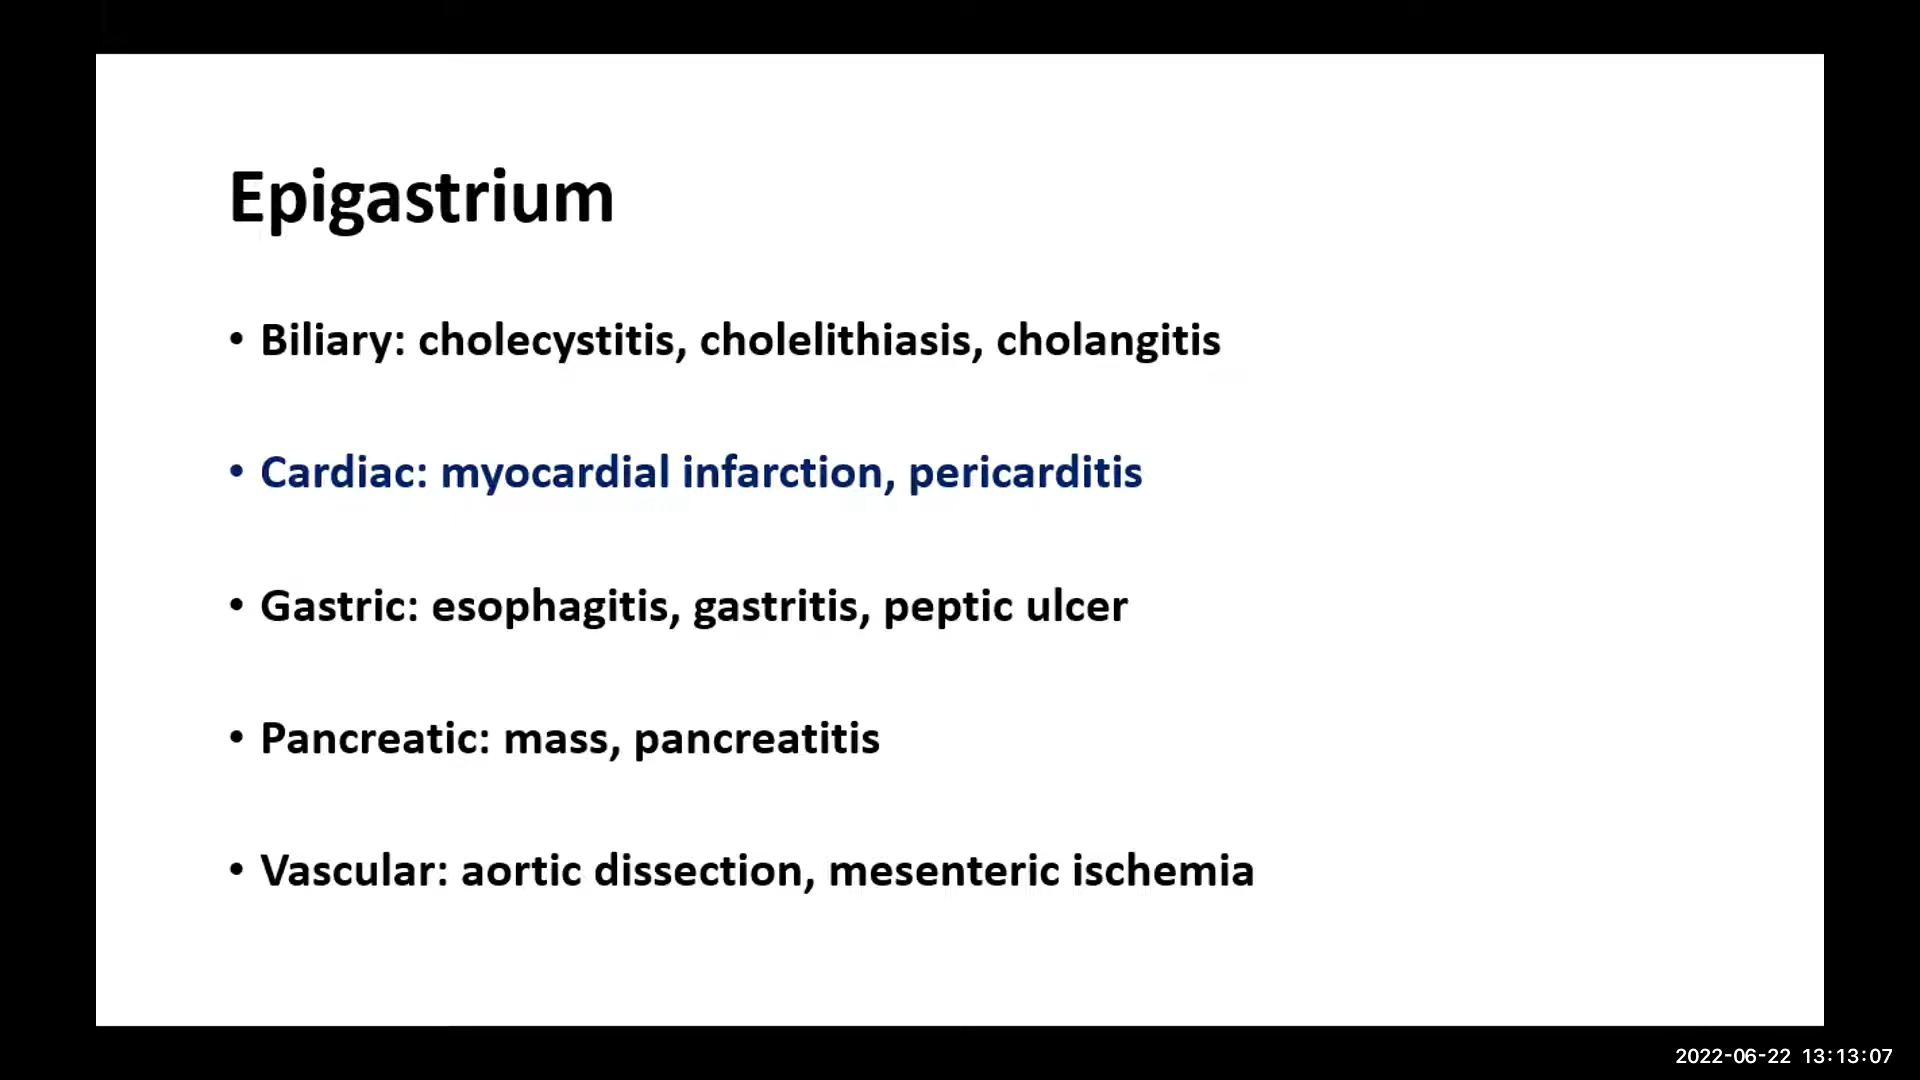 Epigastrium
• Biliary: cholecystitis, cholelithiasis, cholangitis
• Cardiac: myocardial infarction, pericarditis
• Gastric: esophagitis, gastritis, peptic ulcer
• Pancreatic: mass, pancreatitis
• Vascular: aortic dissection, mesenteric ischemia
2022-06-22 13:13:07